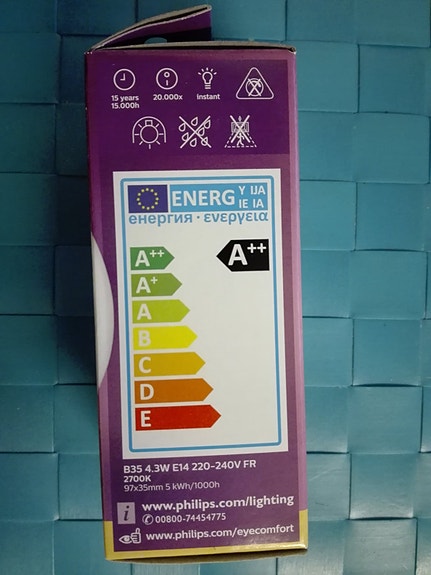 15 years
15.000h
20.000x
instant
ENERG Y IJA
IE IA
енергия · ενεργεια
A++
A++
A+
A
B
C
D
E
B35 4.3W E14 220-240V FR
2700K
97x35mm 5 kWh/1000h
i www.philips.com/lighting
00800-74454775
www.philips.com/eyecomfort